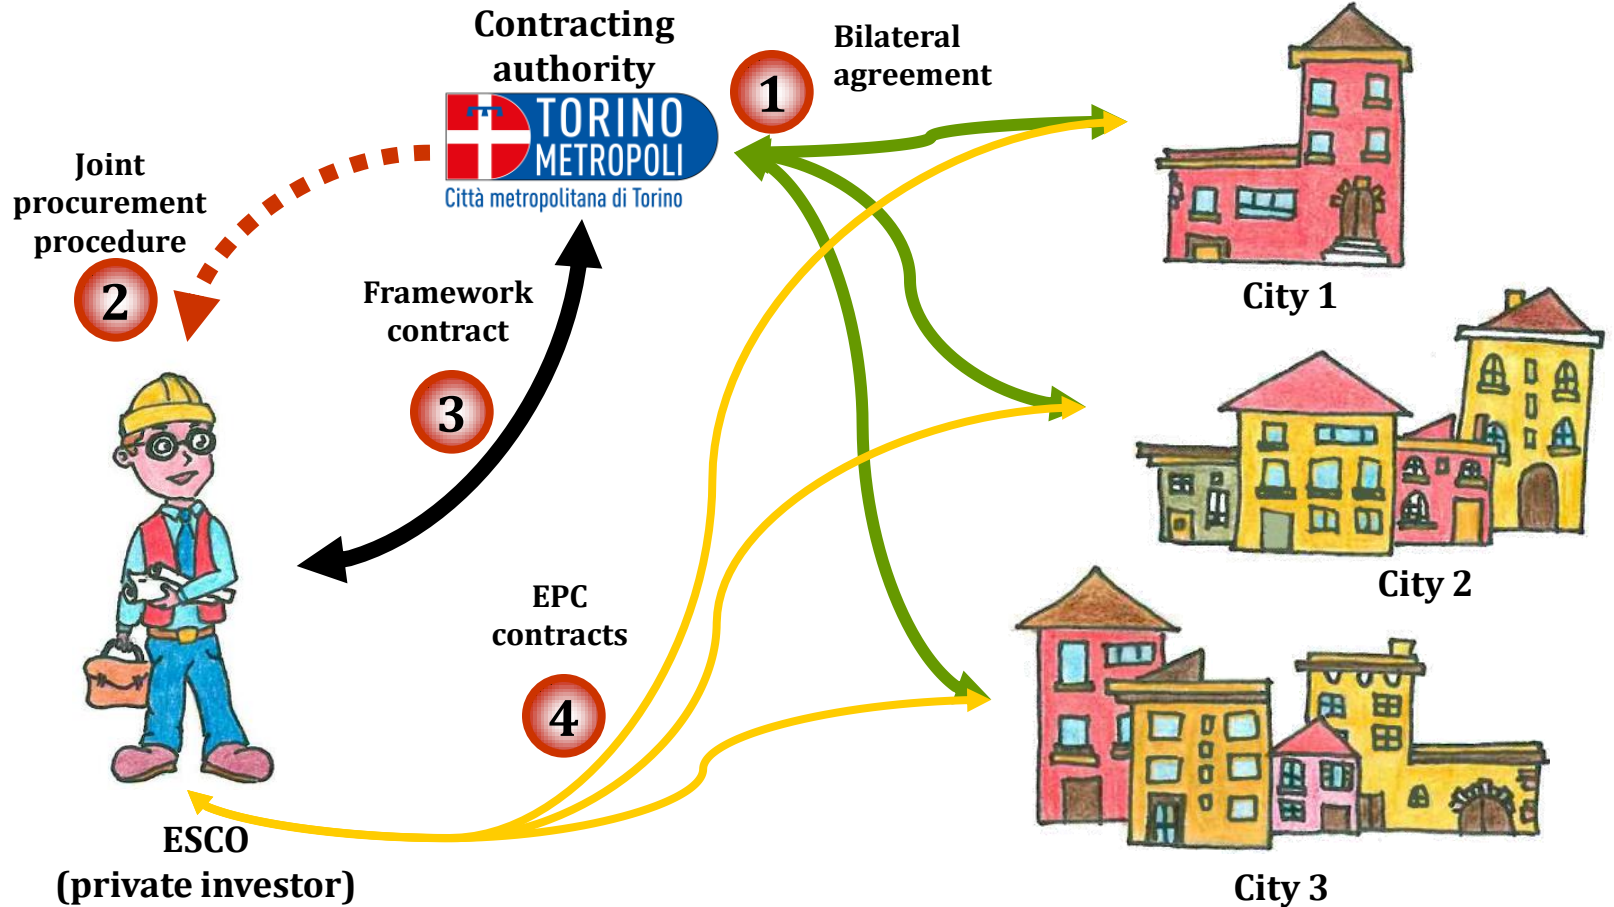 Contracting
authority
TORINO
METROPOLI
Città metropolitana di Torino
1
Bilateral
agreement
City 1
Joint
procurement
procedure
2
Framework
contract
3
City 2
EPC
contracts
4
ESCO
(private investor)
City 3